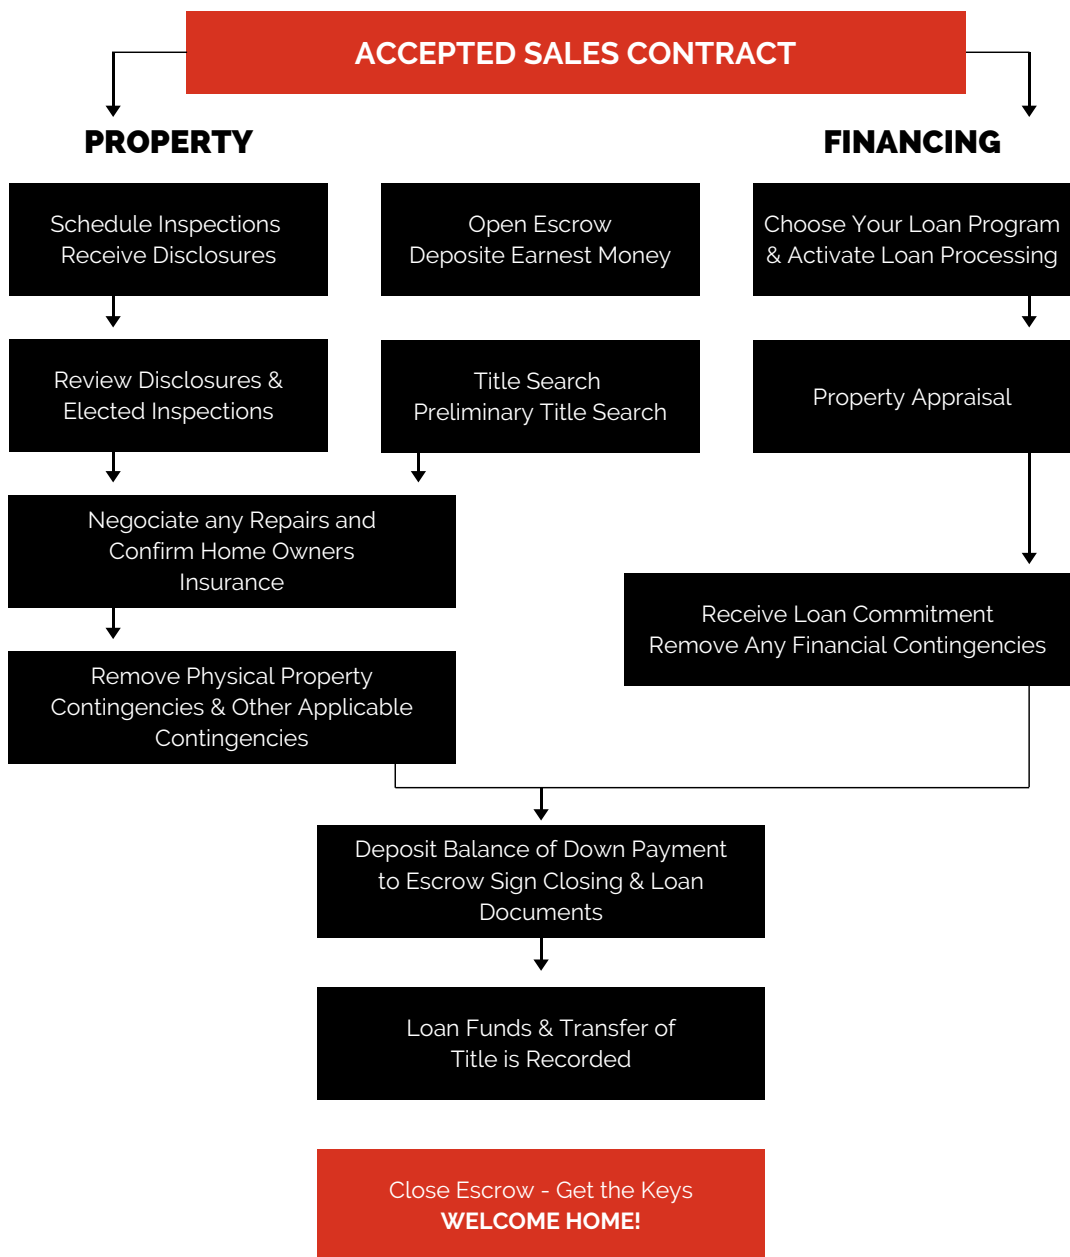 ACCEPTED SALES CONTRACT
PROPERTY
FINANCING
Schedule Inspections
Receive Disclosures
Open Escrow
Deposite Earnest Money
Choose Your Loan Program
& Activate Loan Processing
Review Disclosures &
Elected Inspections
Title Search
Preliminary Title Search
Property Appraisal
Negociate any Repairs and
Confirm Home Owners
Insurance
Receive Loan Commitment
Remove Any Financial Contingencies
Remove Physical Property
Contingencies & Other Applicable
Contingencies
Deposit Balance of Down Payment
to Escrow Sign Closing & Loan
Documents
Loan Funds & Transfer of
Title is Recorded
Close Escrow - Get the Keys
WELCOME HOME!